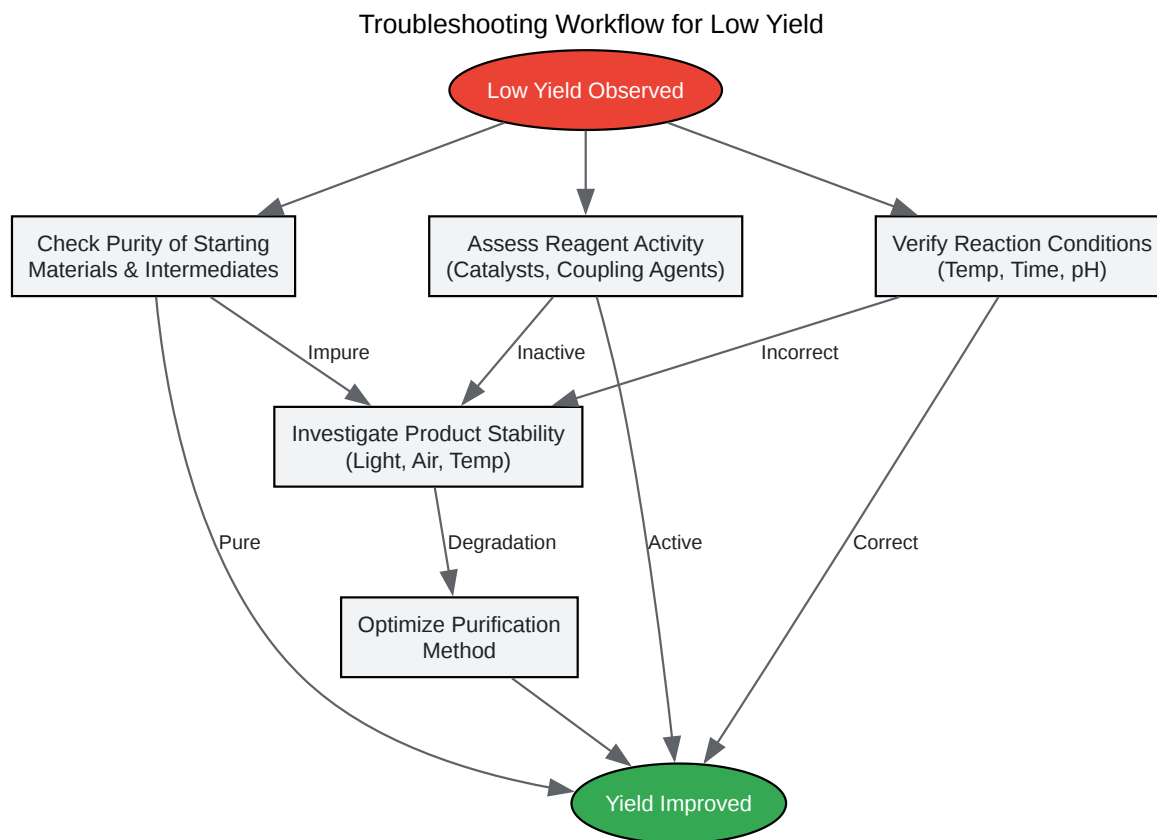 Troubleshooting Workflow for Low Yield
Low Yield Observed
Check Purity of Starting
Materials & Intermediates
Assess Reagent Activity
(Catalysts, Coupling Agents)
Verify Reaction Conditions
(Temp, Time, pH)
Impure
Inactive
Incorrect
Investigate Product Stability
(Light, Air, Temp)
Pure
Degradation
Active
Correct
Optimize Purification
Method
Yield Improved